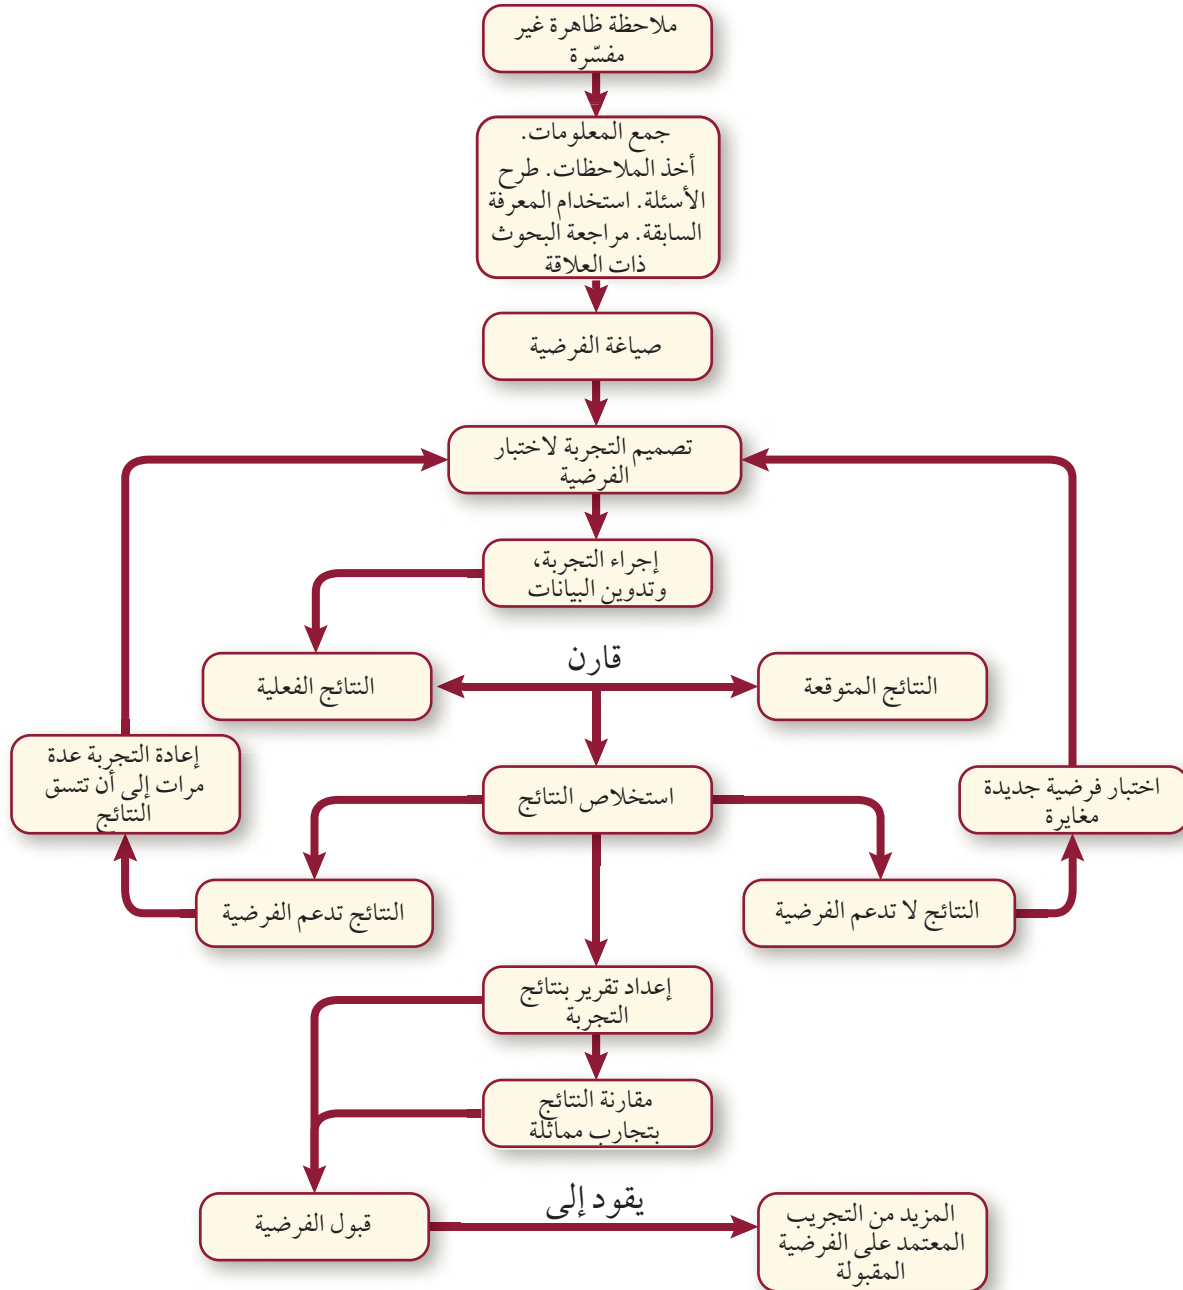 ملاحظة ظاهرة غير
مفسّرة
جمع المعلومات.
أخذ الملاحظات. طرح
الأسئلة. استخدام المعرفة
السابقة. مراجعة البحوث
ذات العلاقة
صياغة الفرضية
تصميم التجربة لاختبار
الفرضية
إجراء التجربة،
وتدوين البيانات
قارن
النتائج المتوقعة
النتائج الفعلية
اختبار فرضية جديدة
مغايرة
استخلاص النتائج
إعادة التجربة عدة
مرات إلى أن تتسق
النتائج
النتائج لا تدعم الفرضية
النتائج تدعم الفرضية
إعداد تقرير بنتائج
التجربة
مقارنة النتائج
بتجارب مماثلة
قبول الفرضية
يقود إلى
المزيد من التجريب
المعتمد على الفرضية
المقبولة